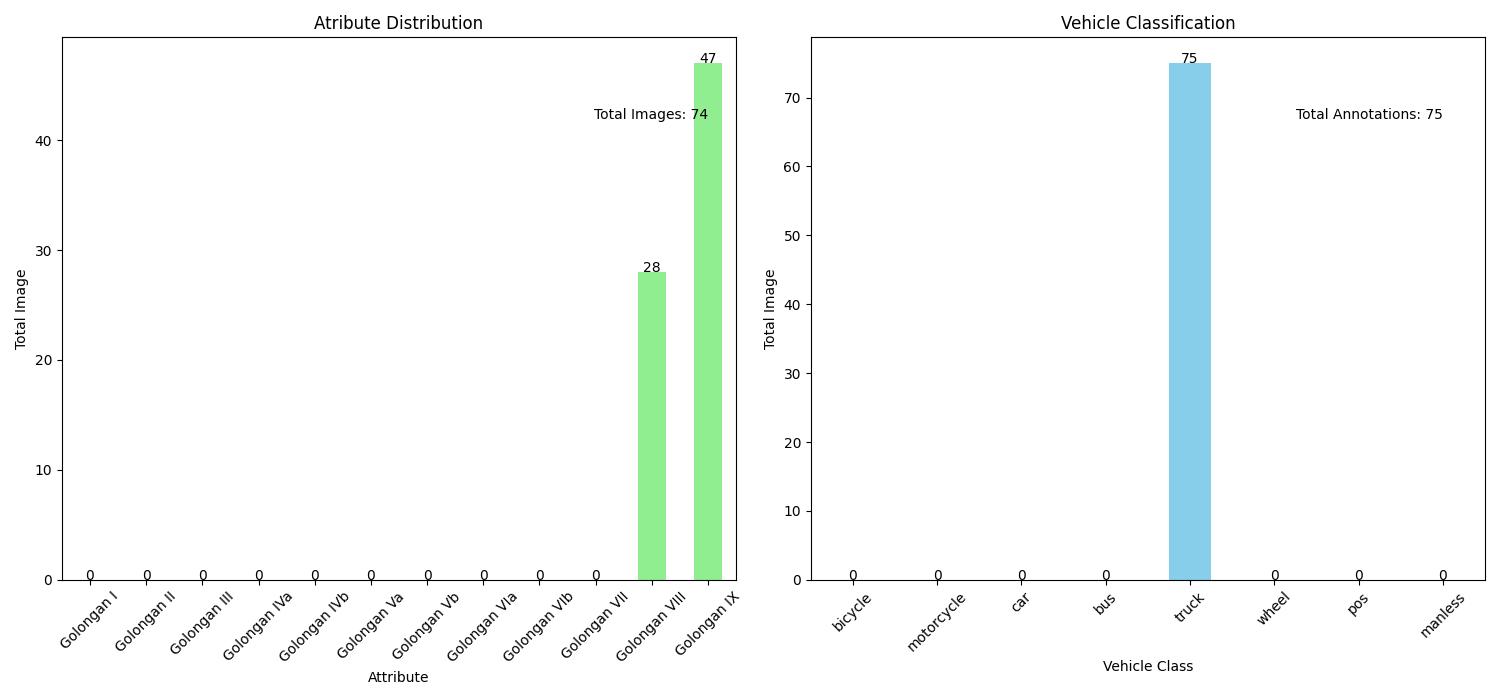 Atribute Distribution
Total Image
40
30
20
10
0
Total Images: 74
0
0
0
0
0
0
0
0
0
0
28
47
Golongan I
Golongan II
Golongan III
Golongan IVa
Golongan IVb
Golongan Va
Golongan Vb
Golongan VIa
Golongan VIb
Golongan VII
Golongan VIII
Golongan IX
Attribute
Vehicle Classification
Total Image
70
60
50
40
30
20
10
0
Total Annotations: 75
0
0
0
0
75
0
0
0
bicycle
motorcycle
car
bus
truck
wheel
pos
manless
Vehicle Class